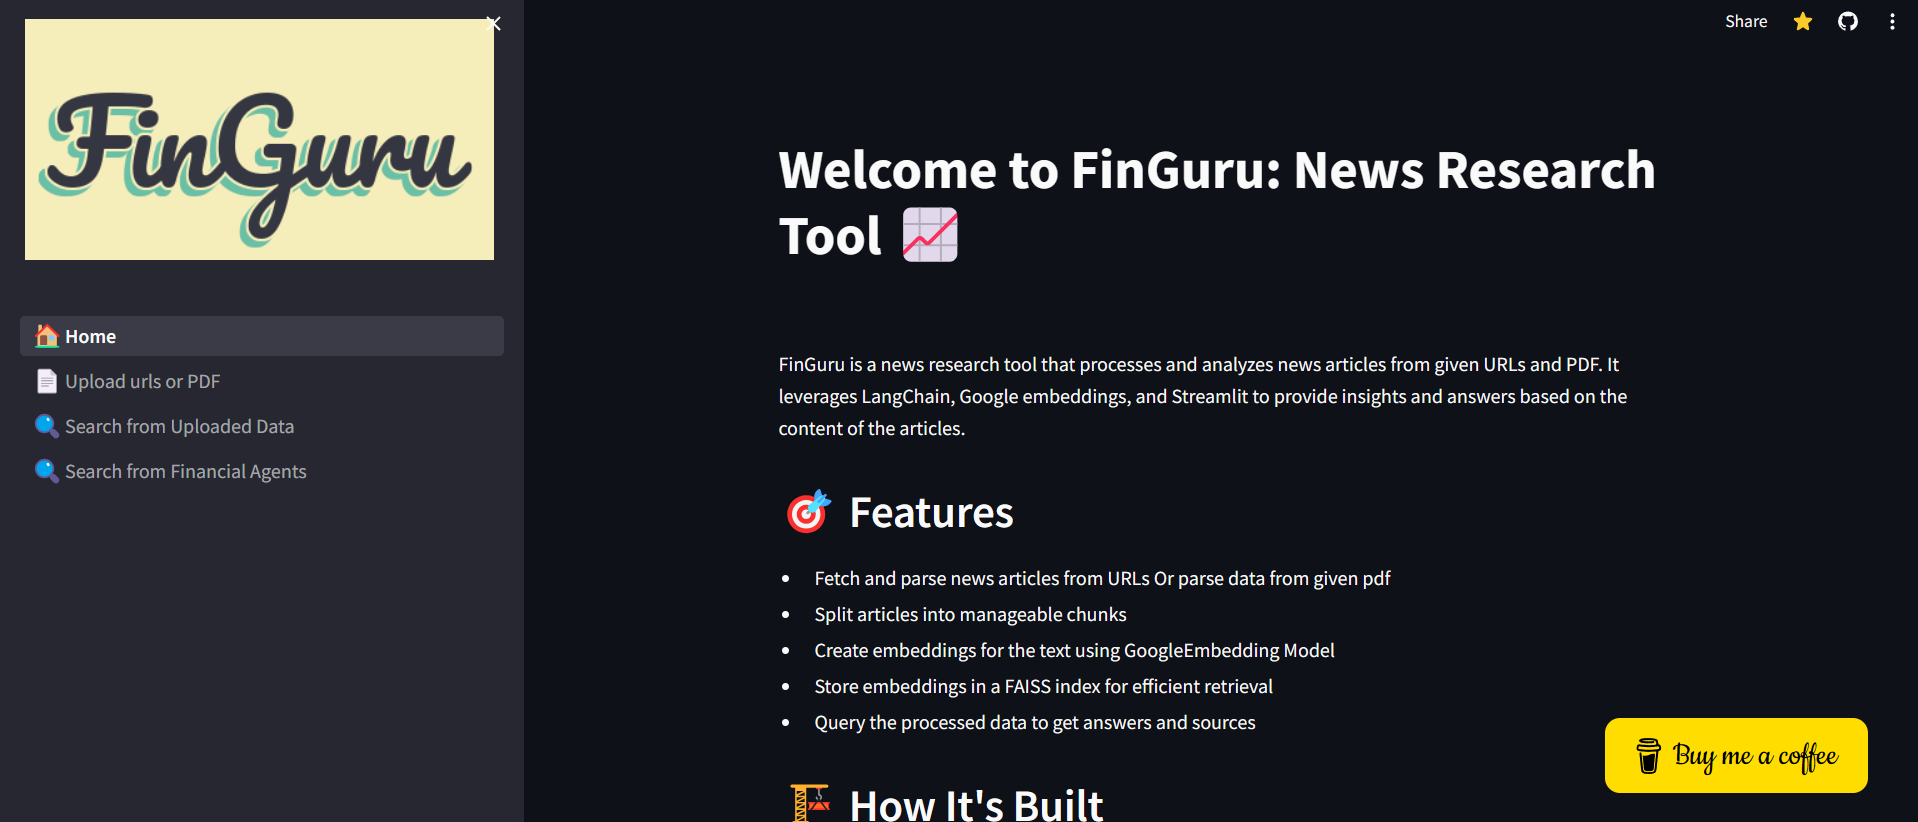 FinGuru
Home
Upload urls or PDF
Search from Uploaded Data
Search from Financial Agents
Share
Welcome to FinGuru: News Research
Tool
FinGuru is a news research tool that processes and analyzes news articles from given URLs and PDF. It
leverages LangChain, Google embeddings, and Streamlit to provide insights and answers based on the
content of the articles.
Features
Fetch and parse news articles from URLs Or parse data from given pdf
Split articles into manageable chunks
Create embeddings for the text using GoogleEmbedding Model
Store embeddings in a FAISS index for efficient retrieval
Query the processed data to get answers and sources
How It's Built
Buy me a coffee